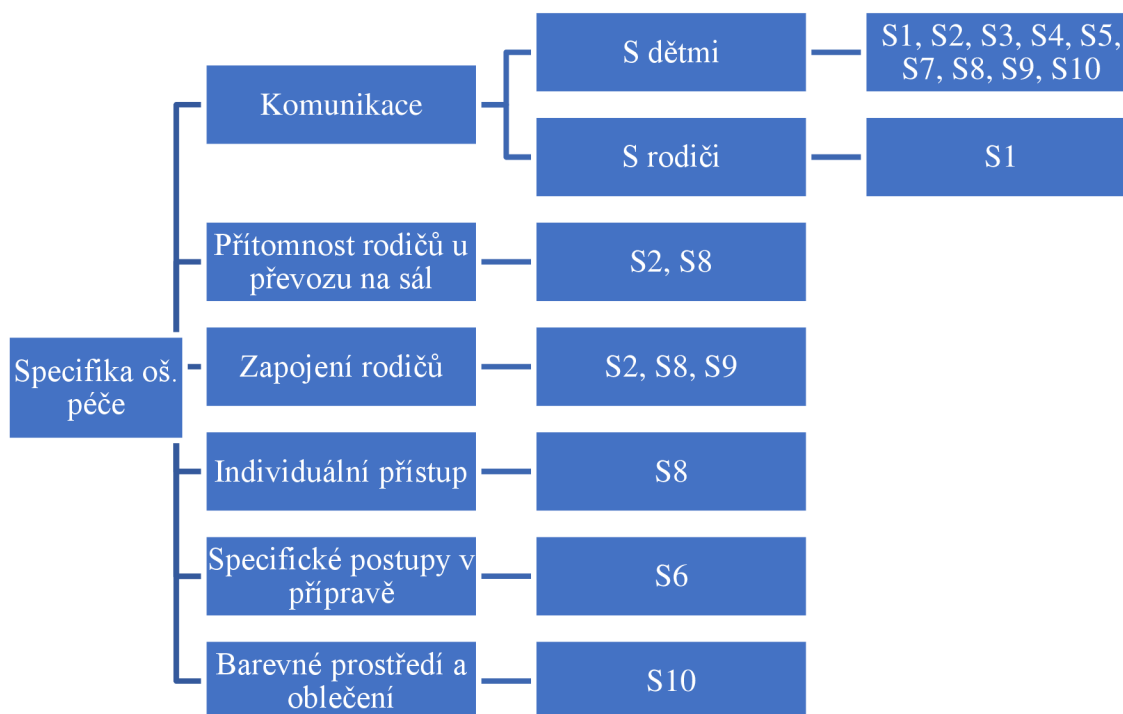 Specifika oš.
péče
Komunikace
S dětmi
S1, S2, S3, S4, S5,
S7, S8, S9, S10
S rodiči
S1
Přítomnost rodičů u
převozu na sál
S2, S8
Zapojení rodičů
S2, S8, S9
Individuální přístup
S8
Specifické postupy v
přípravě
S6
Barevné prostředí a
oblečení
S10